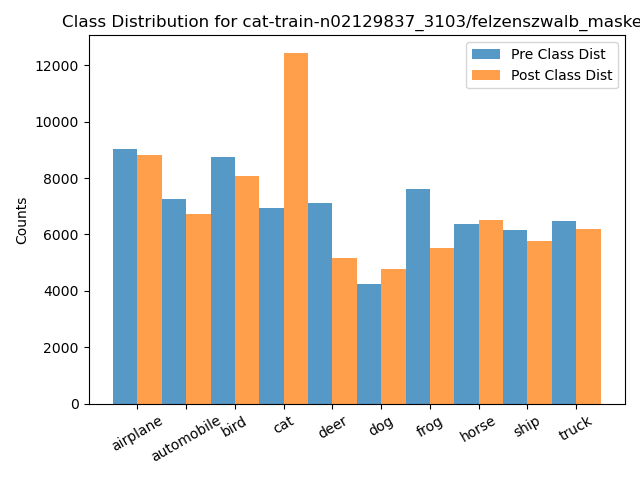 Class Distribution for cat-train-n02129837_3103/felzenszwalb_maske
Pre Class Dist
Post Class Dist
Counts
12000
10000
8000
6000
4000
2000
0
airplane
automobile
bird
cat
deer
dog
frog
horse
ship
truck